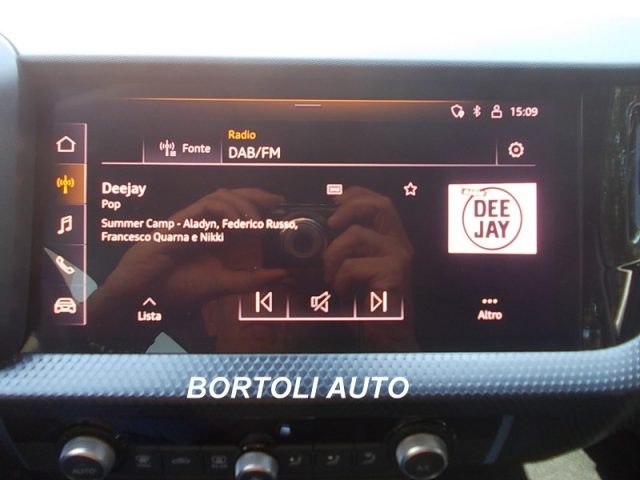 15:09
Fonte
Radio
DAB/FM
Deejay
Pop
Summer Camp - Aladyn, Federico Russo,
Francesco Quarna e Nikki
DEE
JAY
Lista
Altro
BORTOLI AUTO
AUTO